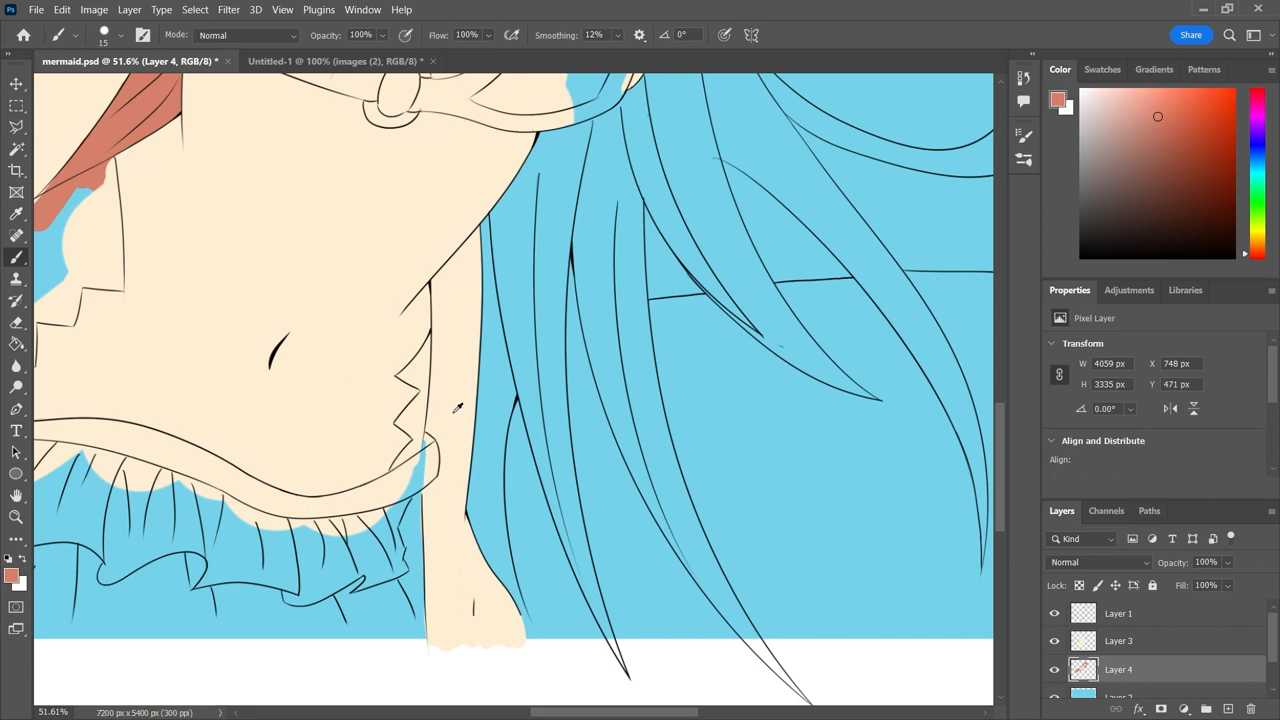 Ps File Edit Image Layer Type Select Filter 3D View Plugins Window Help
15 Mode: Normal Opacity: 100% Flow: 100% Smoothing: 12% 0° Share
mermaid.psd @ 51.6% (Layer 4, RGB/8) * × Untitled-1 @ 100% (images (2), RGB/8) * ×
Color Swatches Gradients Patterns
Properties Adjustments Libraries
Pixel Layer
Transform
W 4059 px X 748 px
H 3335 px Y 471 px
0.00°
Align and Distribute
Align:
Layers Channels Paths
Kind
Normal Opacity: 100%
Lock: Fill: 100%
Layer 1
Layer 3
Layer 4
51.61% 7200 px x 5400 px (300 ppi)